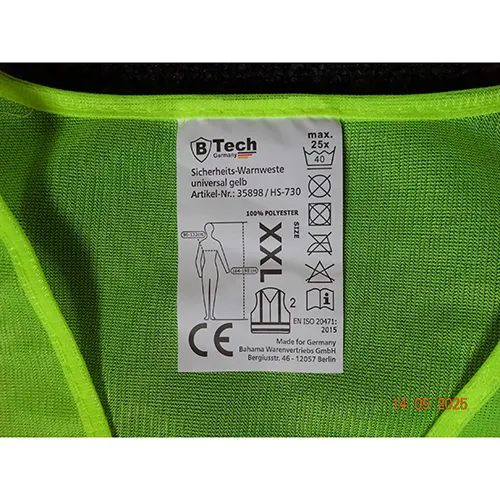 B Tech
Germany
max.
25x
40
Sicherheits-Warnweste
universal gelb
Artikel-Nr.: 35898 / HS-730
100% POLYESTER
XXL
SIZE
2
EN ISO 20471:
2015
CE
Made for Germany
Bahama Warenvertriebs GmbH
Bergiusstr. 46 - 12057 Berlin
14 05 2025